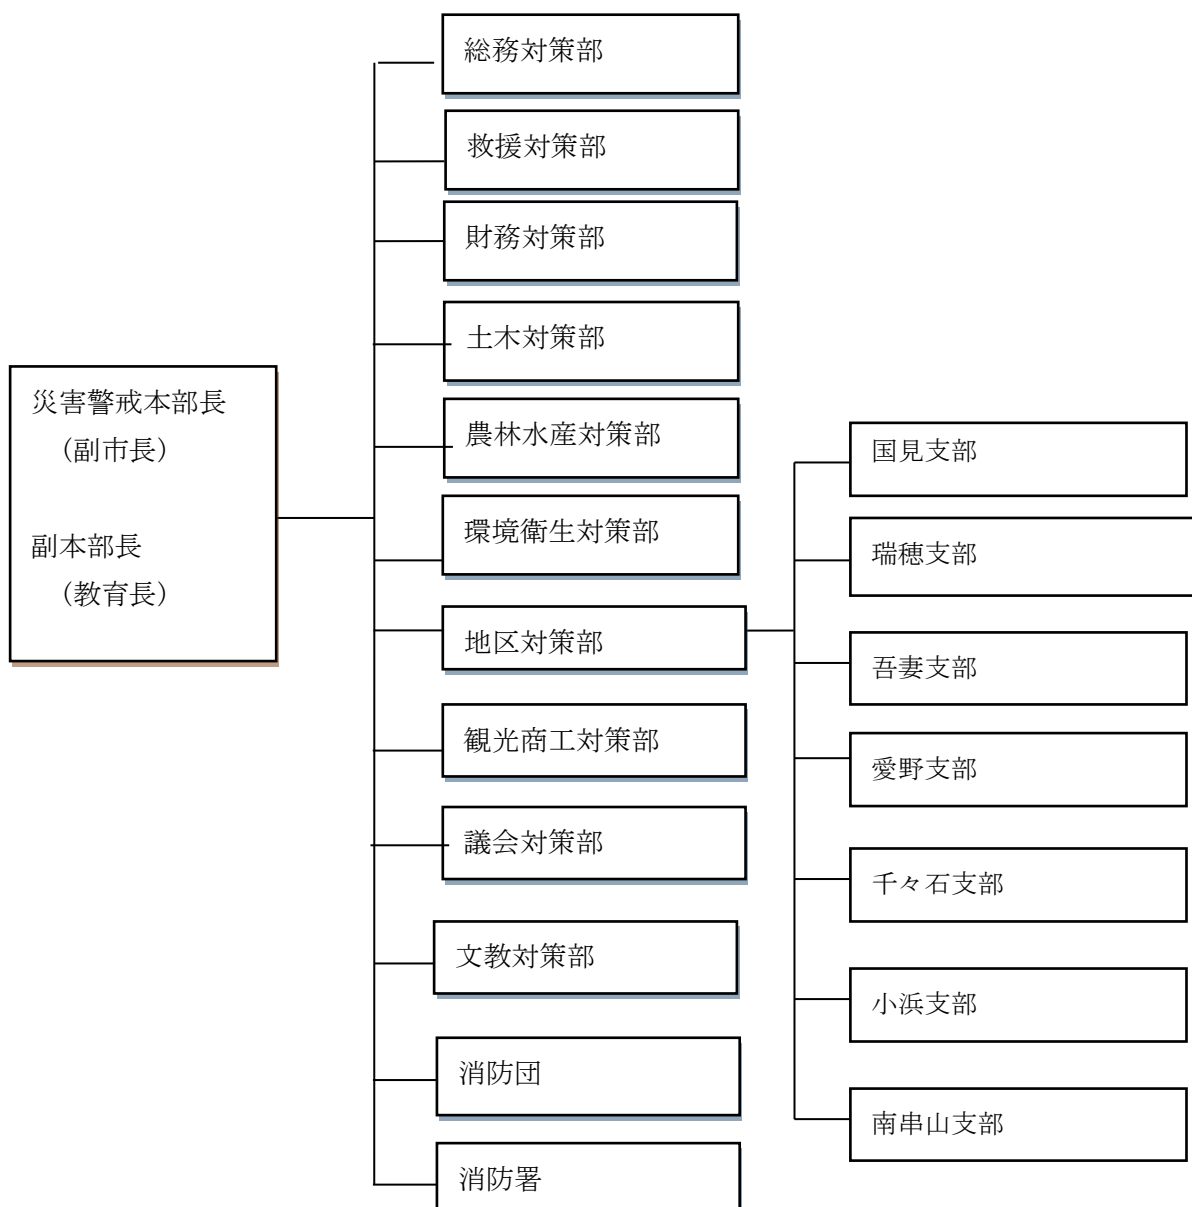 災害警戒本部長
(副市長)
副本部長
(教育長)
総務対策部
救援対策部
財務対策部
土木対策部
農林水産対策部
環境衛生対策部
地区対策部
観光商工対策部
議会対策部
文教対策部
消防団
消防署
国見支部
瑞穂支部
吾妻支部
愛野支部
千々石支部
小浜支部
南串山支部